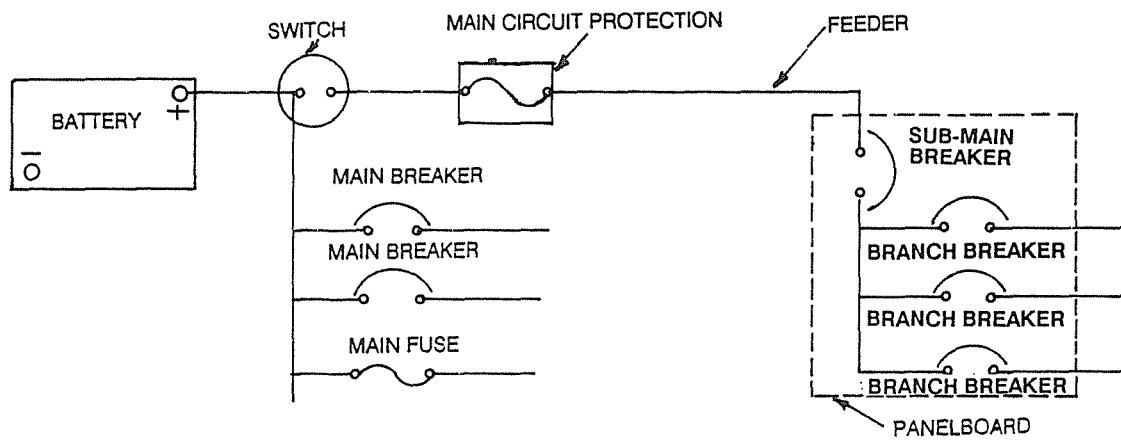 SWITCH
MAIN CIRCUIT PROTECTION
FEEDER
BATTERY
+
−
SUB-MAIN
BREAKER
MAIN BREAKER
MAIN BREAKER
MAIN FUSE
BRANCH BREAKER
BRANCH BREAKER
BRANCH BREAKER
PANELBOARD